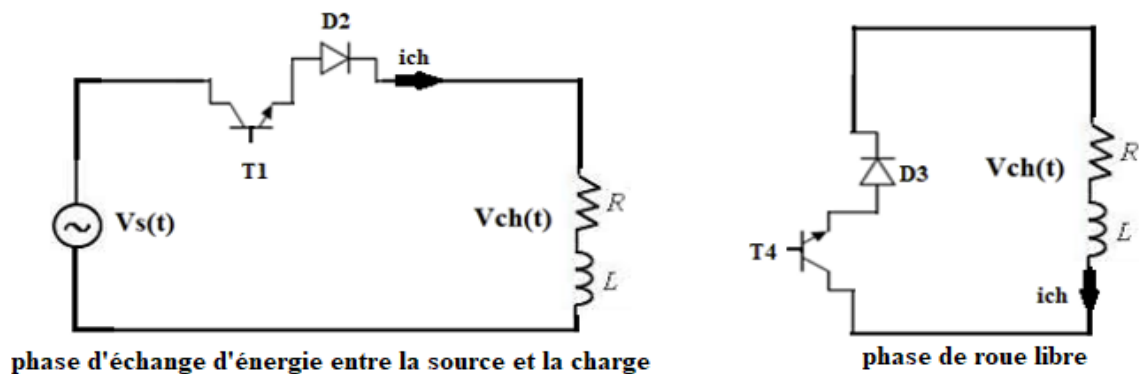 D2
ich
T1
Vs(t)
Vch(t)
R
L
phase d'échange d'énergie entre la source et la charge
D3
T4
Vch(t)
R
L
ich
phase de roue libre